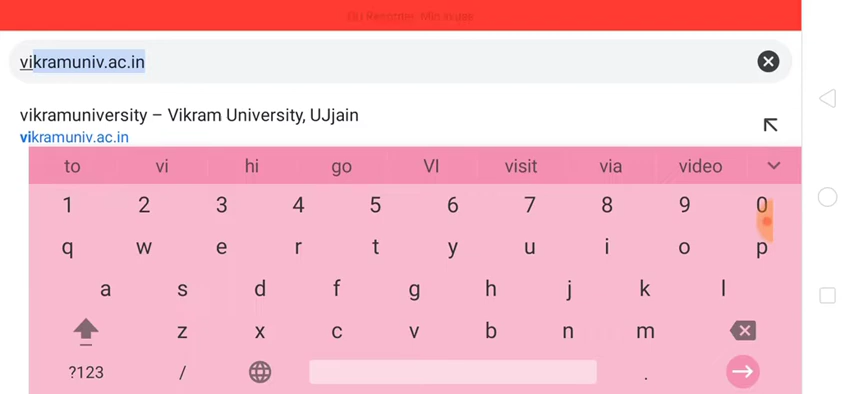 vikramuniv.ac.in
vikramuniversity – Vikram University, UJjain
vikramuniv.ac.in
to vi hi go VI visit via video
1 2 3 4 5 6 7 8 9 0
q w e r t y u i o p
a s d f g h j k l
z x c v b n m
?123 / .